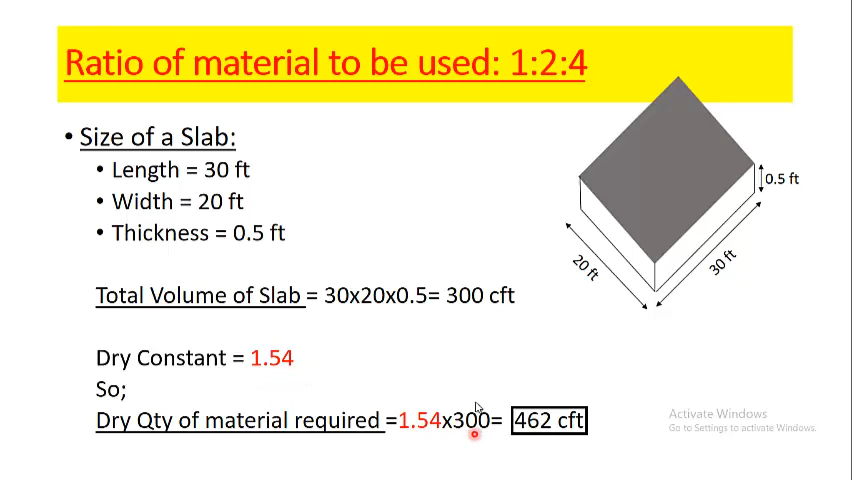 Ratio of material to be used: 1:2:4
• Size of a Slab:
• Length = 30 ft
• Width = 20 ft
• Thickness = 0.5 ft
0.5 ft
20 ft
30 ft
Total Volume of Slab = 30x20x0.5= 300 cft
Dry Constant = 1.54
So;
Dry Qty of material required =1.54x300= 462 cft
Activate Windows
Go to Settings to activate Windows.